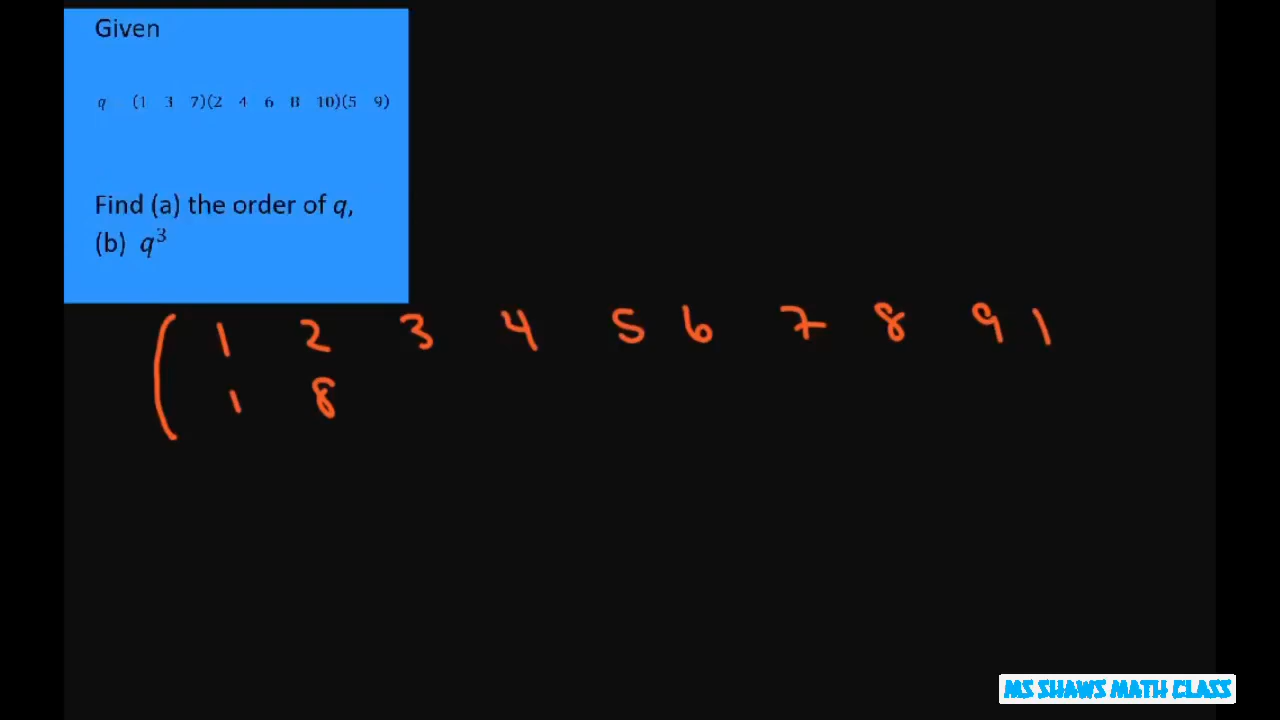 Given
q (1 3 7)(2 4 6 8 10)(5 9)
Find (a) the order of q,
(b) q³
( 1 2 3 4 5 6 7 8 9 1
1 8
MS SHAWS MATH CLASS